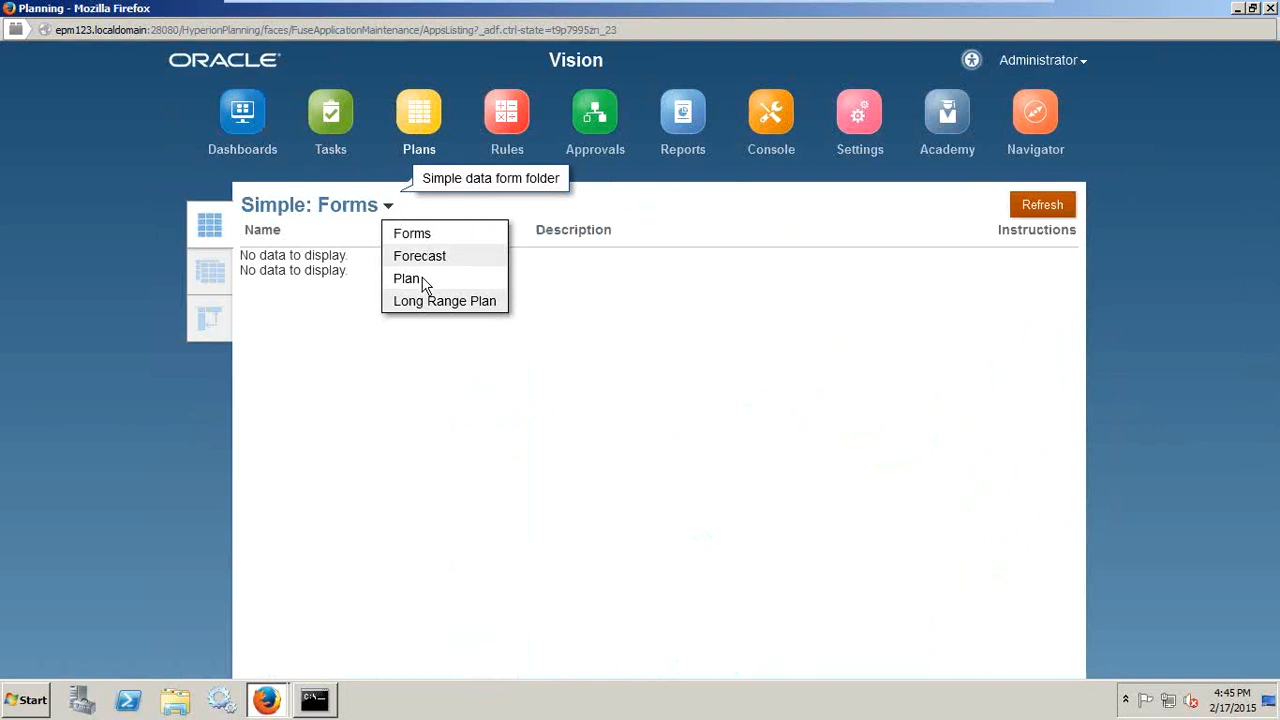 Planning - Mozilla Firefox
epm123.localdomain:28080/HyperionPlanning/faces/FuseApplicationMaintenance/AppsListing?_adf.ctrl-state=t9p7995zn_23
ORACLE
Vision
Administrator
Dashboards
Tasks
Plans
Rules
Approvals
Reports
Console
Settings
Academy
Navigator
Simple data form folder
Simple: Forms
Refresh
Name
Description
Instructions
Forms
No data to display.
Forecast
No data to display.
Plan
Long Range Plan
Start
4:45 PM
2/17/2015